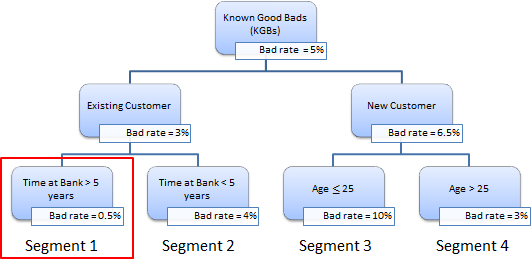 Known Good Bads
(KGBs)
Bad rate = 5%
Existing Customer
Bad rate = 3%
New Customer
Bad rate = 6.5%
Time at Bank > 5
years
Bad rate = 0.5%
Time at Bank < 5
years
Bad rate = 4%
Age ≤ 25
Bad rate = 10%
Age > 25
Bad rate = 3%
Segment 1
Segment 2
Segment 3
Segment 4